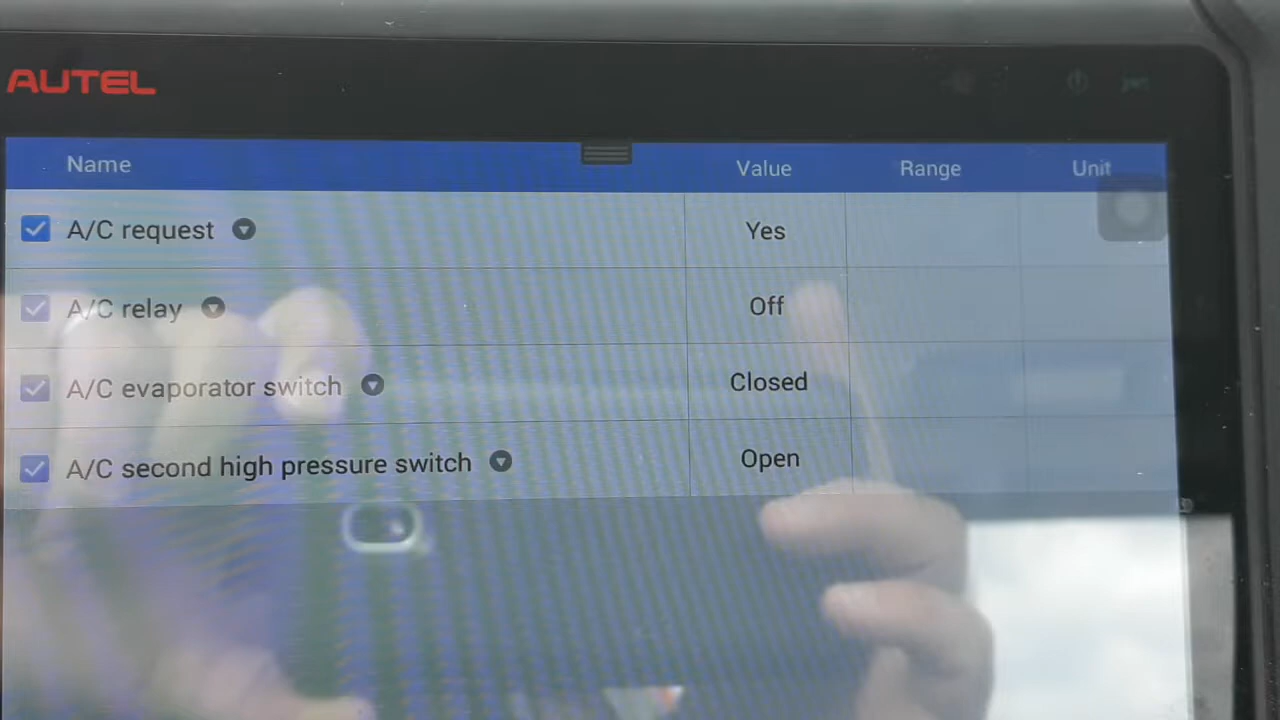 AUTEL
Name Value Range Unit
A/C request Yes
A/C relay Off
A/C evaporator switch Closed
A/C second high pressure switch Open